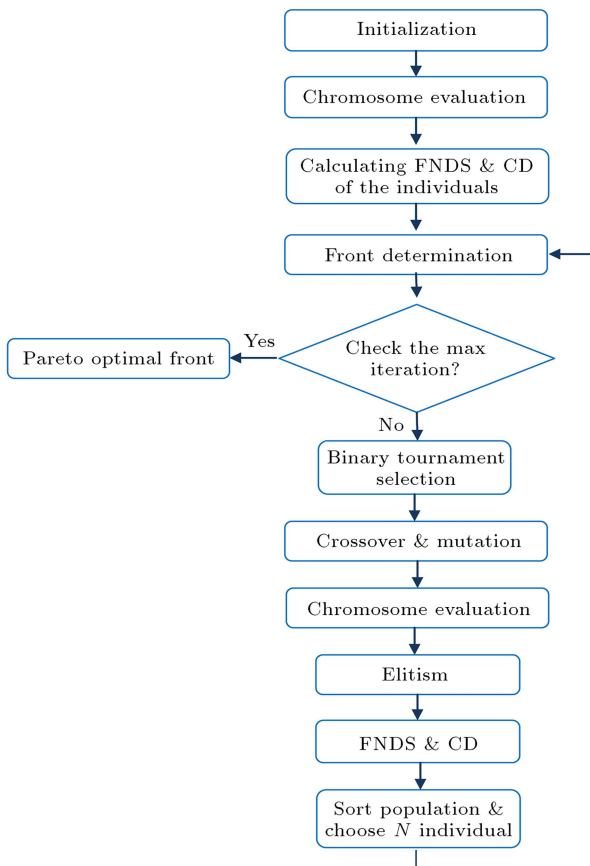 Initialization
Chromosome evaluation
Calculating FNDS & CD
of the individuals
Front determination
Check the max
iteration?
Yes
Pareto optimal front
No
Binary tournament
selection
Crossover & mutation
Chromosome evaluation
Elitism
FNDS & CD
Sort population &
choose N individual